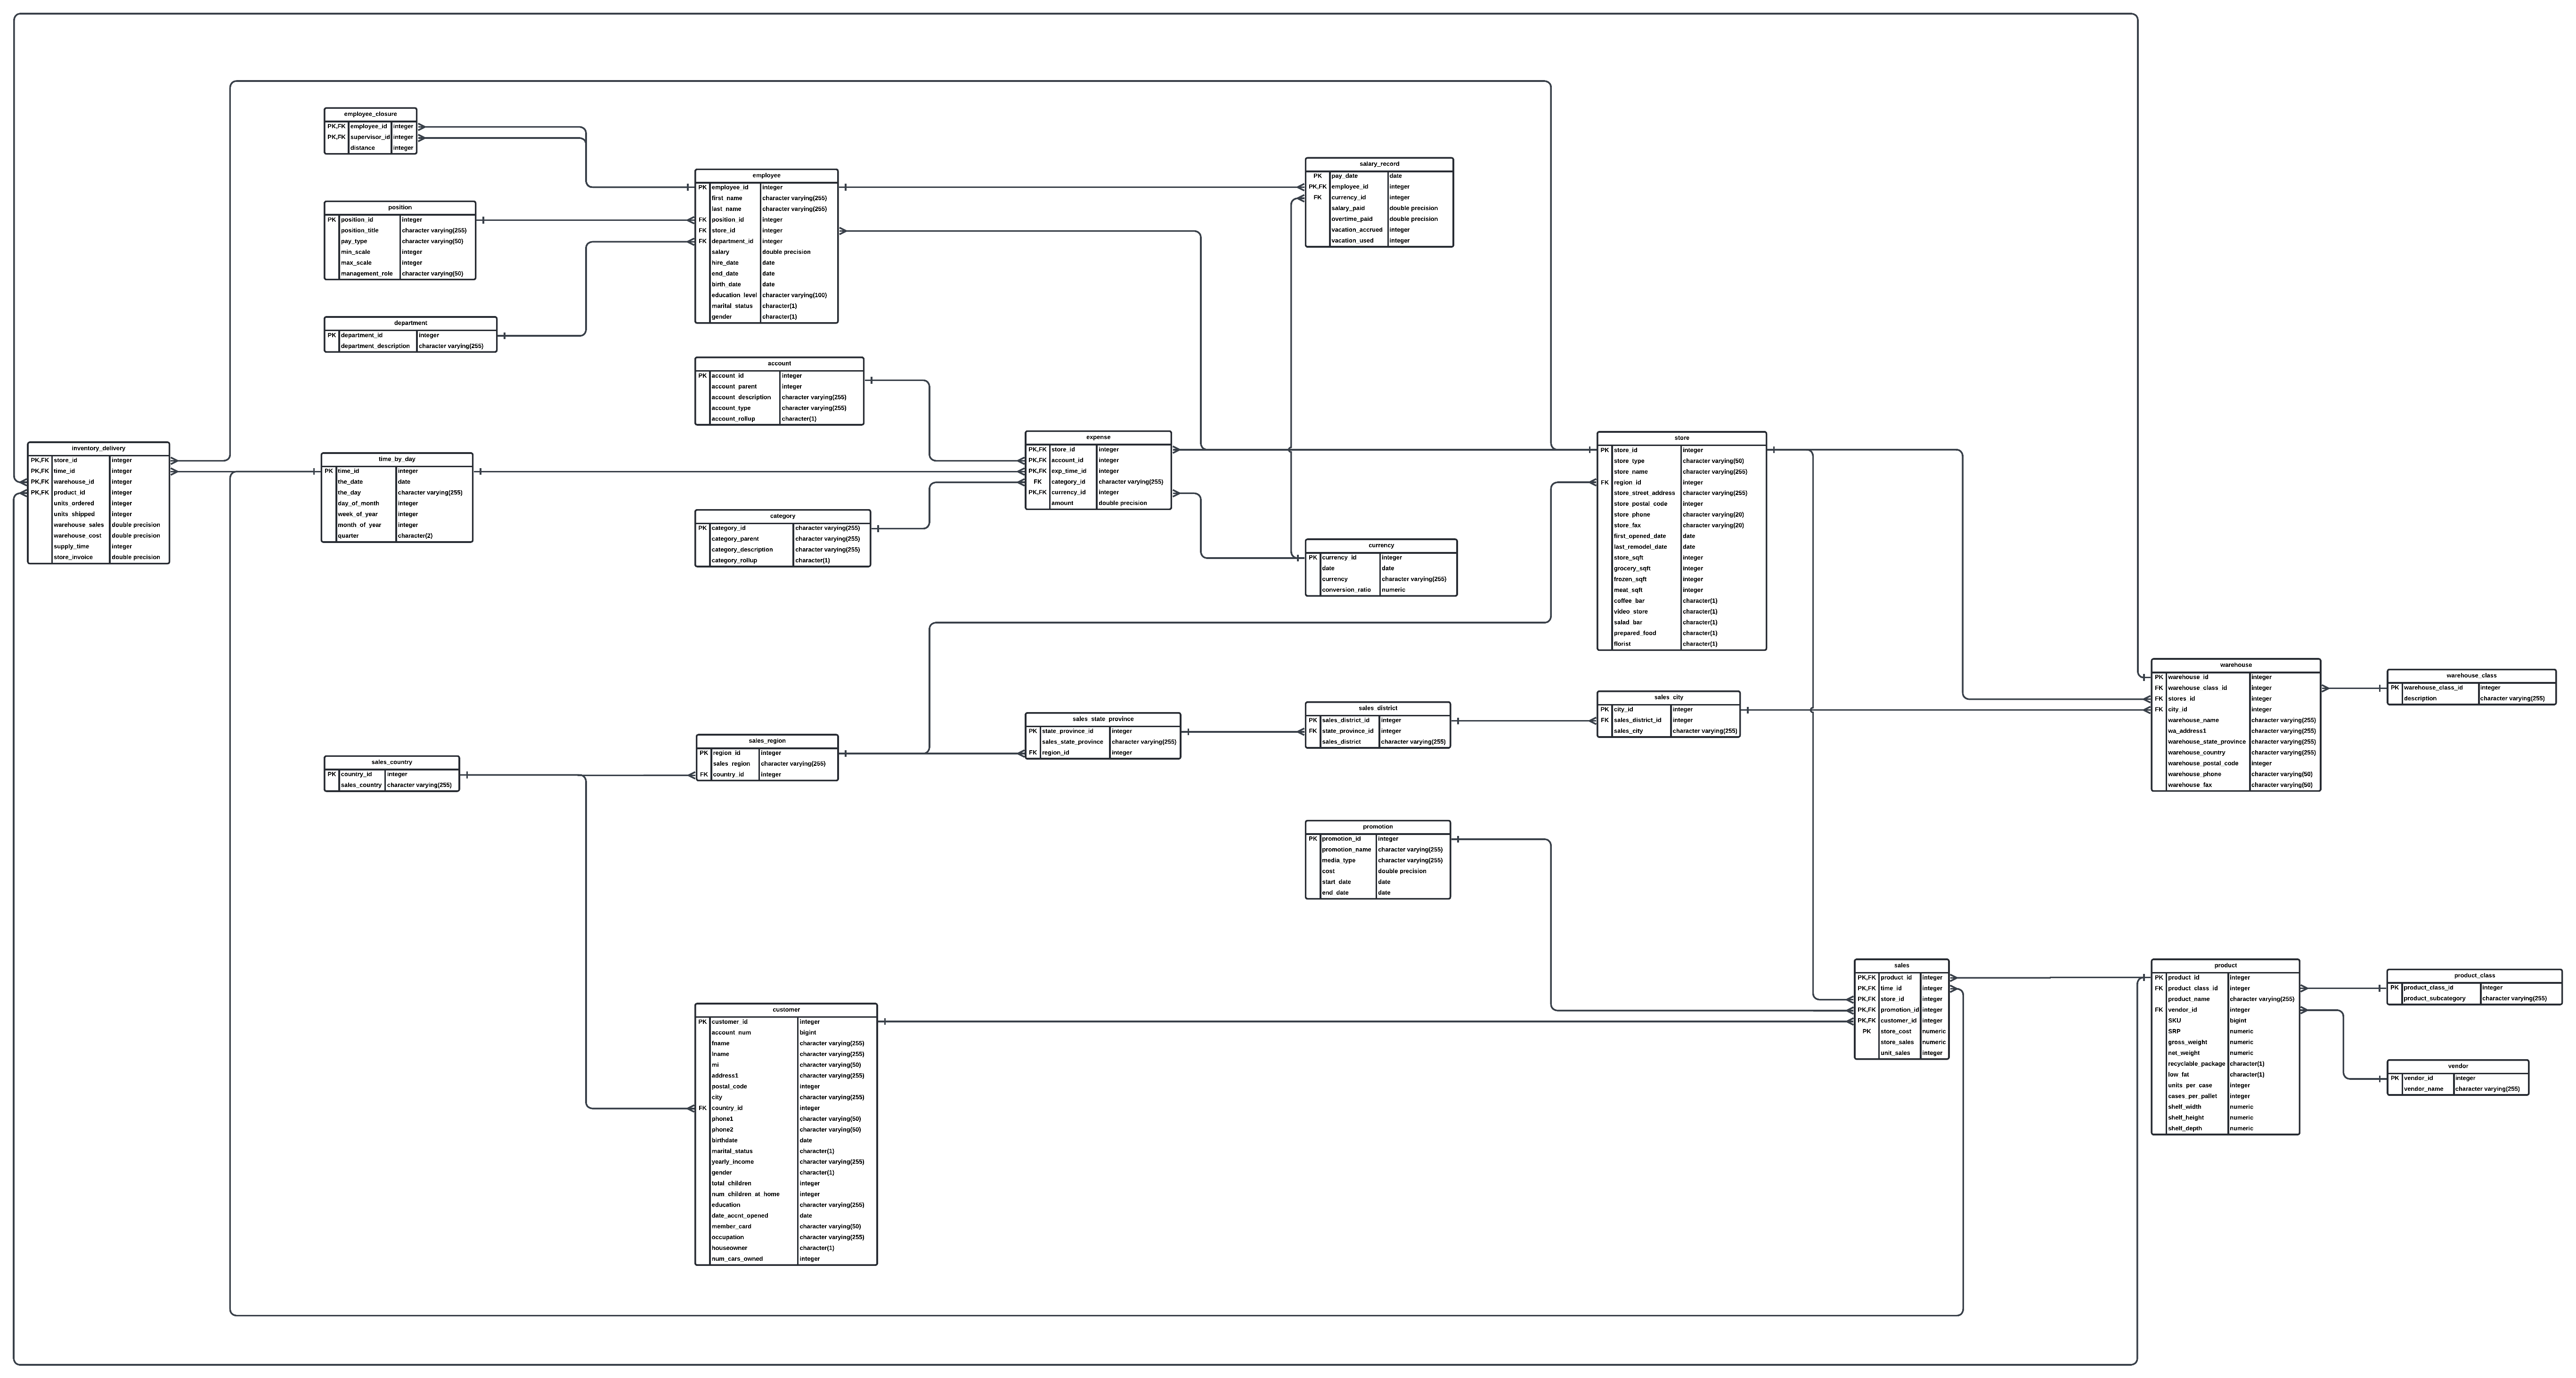 employee_closure
PK,FK employee_id integer
PK,FK supervisor_id integer
distance integer
position
PK position_id integer
position_title character varying(255)
pay_type character varying(50)
min_scale integer
max_scale integer
management_role character varying(50)
department
PK department_id integer
department_description character varying(255)
employee
PK employee_id integer
first_name character varying(255)
last_name character varying(255)
FK position_id integer
FK store_id integer
FK department_id integer
salary double precision
hire_date date
end_date date
birth_date date
education_level character varying(100)
marital_status character(1)
gender character(1)
salary_record
PK pay_date date
PK,FK employee_id integer
FK currency_id integer
salary_paid double precision
overtime_paid double precision
vacation_accrued integer
vacation_used integer
account
PK account_id integer
account_parent integer
account_description character varying(255)
account_type character varying(255)
account_rollup character(1)
inventory_delivery
PK,FK store_id integer
PK,FK time_id integer
PK,FK warehouse_id integer
PK,FK product_id integer
units_ordered integer
units_shipped integer
warehouse_sales double precision
warehouse_cost double precision
supply_time integer
store_invoice double precision
time_by_day
PK time_id integer
the_date date
the_day character varying(255)
day_of_month integer
week_of_year integer
month_of_year integer
quarter character(2)
category
PK category_id character varying(255)
category_parent character varying(255)
category_description character varying(255)
category_rollup character(1)
expense
PK,FK store_id integer
PK,FK account_id integer
PK,FK exp_time_id integer
FK category_id character varying(255)
PK,FK currency_id integer
amount double precision
currency
PK currency_id integer
date date
currency character varying(255)
conversion_ratio numeric
store
PK store_id integer
store_type character varying(50)
store_name character varying(255)
FK region_id integer
store_street_address character varying(255)
store_postal_code integer
store_phone character varying(20)
store_fax character varying(20)
first_opened_date date
last_remodel_date date
store_sqft integer
grocery_sqft integer
frozen_sqft integer
meat_sqft integer
coffee_bar character(1)
video_store character(1)
salad_bar character(1)
prepared_food character(1)
florist character(1)
warehouse
PK warehouse_id integer
FK warehouse_class_id integer
FK stores_id integer
FK city_id integer
warehouse_name character varying(255)
wa_address1 character varying(255)
warehouse_state_province character varying(255)
warehouse_country character varying(255)
warehouse_postal_code integer
warehouse_phone character varying(50)
warehouse_fax character varying(50)
warehouse_class
PK warehouse_class_id integer
description character varying(255)
sales_country
PK country_id integer
sales_country character varying(255)
sales_region
PK region_id integer
sales_region character varying(255)
FK country_id integer
sales_state_province
PK state_province_id integer
sales_state_province character varying(255)
FK region_id integer
sales_district
PK sales_district_id integer
FK state_province_id integer
sales_district character varying(255)
sales_city
PK city_id integer
FK sales_district_id integer
sales_city character varying(255)
promotion
PK promotion_id integer
promotion_name character varying(255)
media_type character varying(255)
cost double precision
start_date date
end_date date
customer
PK customer_id integer
account_num bigint
fname character varying(255)
lname character varying(255)
mi character varying(50)
address1 character varying(255)
postal_code integer
city character varying(255)
FK country_id integer
phone1 character varying(50)
phone2 character varying(50)
birthdate date
marital_status character(1)
yearly_income character varying(255)
gender character(1)
total_children integer
num_children_at_home integer
education character varying(255)
date_accnt_opened date
member_card character varying(50)
occupation character varying(255)
houseowner character(1)
num_cars_owned integer
sales
PK,FK product_id integer
PK,FK time_id integer
PK,FK store_id integer
PK,FK promotion_id integer
PK,FK customer_id integer
PK store_cost numeric
store_sales numeric
unit_sales integer
product
PK product_id integer
FK product_class_id integer
product_name character varying(255)
FK vendor_id integer
SKU bigint
SRP numeric
gross_weight numeric
net_weight numeric
recyclable_package character(1)
low_fat character(1)
units_per_case integer
cases_per_pallet integer
shelf_width numeric
shelf_height numeric
shelf_depth numeric
product_class
PK product_class_id integer
product_subcategory character varying(255)
vendor
PK vendor_id integer
vendor_name character varying(255)